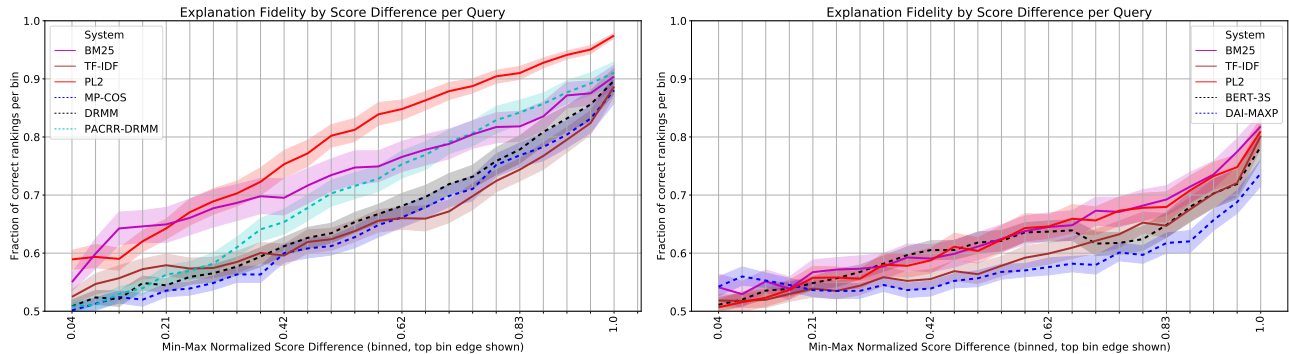 Explanation Fidelity by Score Difference per Query
Fraction of correct rankings per bin
1.0
0.9
0.8
0.7
0.6
0.5
System
BM25
TF-IDF
PL2
MP-COS
DRMM
PACRR-DRMM
0.04
0.21
0.42
0.62
0.83
1.0
Min-Max Normalized Score Difference (binned, top bin edge shown)
Explanation Fidelity by Score Difference per Query
Fraction of correct rankings per bin
1.0
0.9
0.8
0.7
0.6
0.5
System
BM25
TF-IDF
PL2
BERT-3S
DAI-MAXP
0.04
0.21
0.42
0.62
0.83
1.0
Min-Max Normalized Score Difference (binned, top bin edge shown)